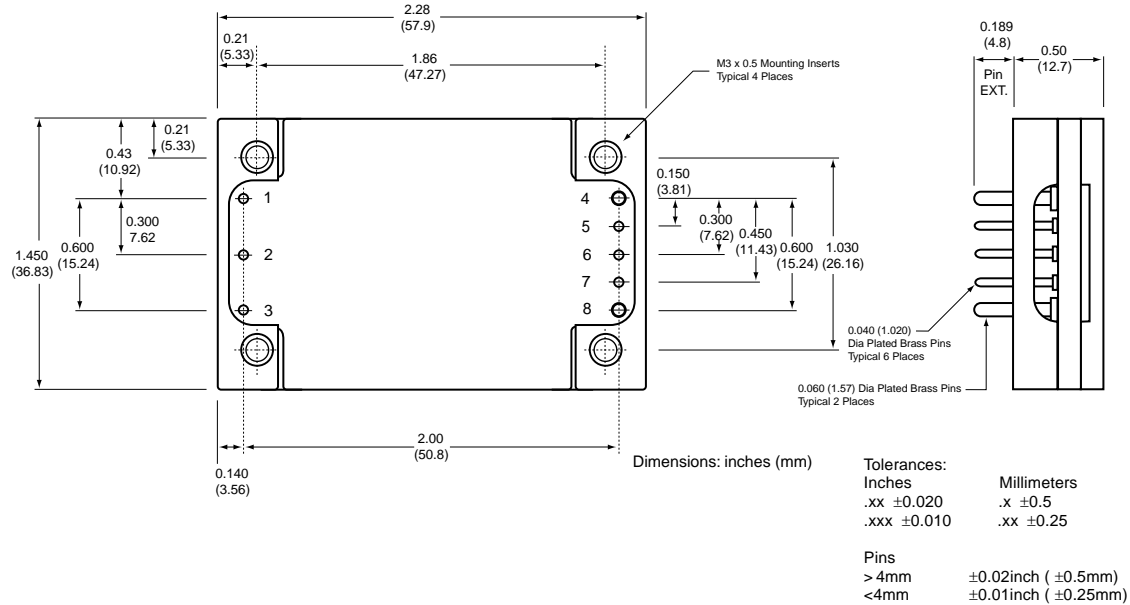 2.28
(57.9)
0.21
(5.33)
1.86
(47.27)
M3 x 0.5 Mounting Inserts
Typical 4 Places
0.189
(4.8)
0.50
(12.7)
Pin
EXT.
0.21
(5.33)
0.43
(10.92)
0.300
7.62
0.600
(15.24)
1.450
(36.83)
1
2
3
4
5
6
7
8
0.150
(3.81)
0.300
(7.62)
0.450
(11.43)
0.600
(15.24)
1.030
(26.16)
0.040 (1.020)
Dia Plated Brass Pins
Typical 6 Places
0.060 (1.57) Dia Plated Brass Pins
Typical 2 Places
2.00
(50.8)
0.140
(3.56)
Dimensions: inches (mm)
Tolerances:
Inches Millimeters
.xx ±0.020 .x ±0.5
.xxx ±0.010 .xx ±0.25
Pins
> 4mm ±0.02inch ( ±0.5mm)
<4mm ±0.01inch ( ±0.25mm)